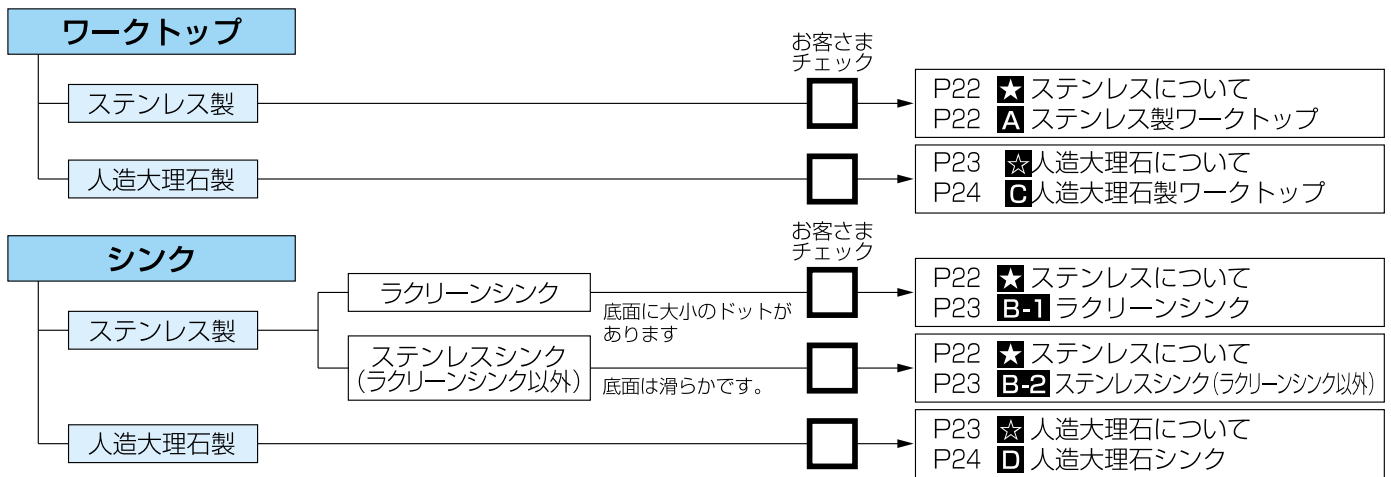 ワークトップ
お客さま
チェック
ステンレス製
P22 ★ ステンレスについて
P22 A ステンレス製ワークトップ
人造大理石製
P23 ☆人造大理石について
P24 C人造大理石製ワークトップ
シンク
お客さま
チェック
ステンレス製
ラクリーンシンク
底面に大小のドットが
あります
P22 ★ ステンレスについて
P23 B-1 ラクリーンシンク
ステンレスシンク
(ラクリーンシンク以外)
底面は滑らかです。
P22 ★ ステンレスについて
P23 B-2 ステンレスシンク(ラクリーンシンク以外)
人造大理石製
P23 ☆ 人造大理石について
P24 D 人造大理石シンク